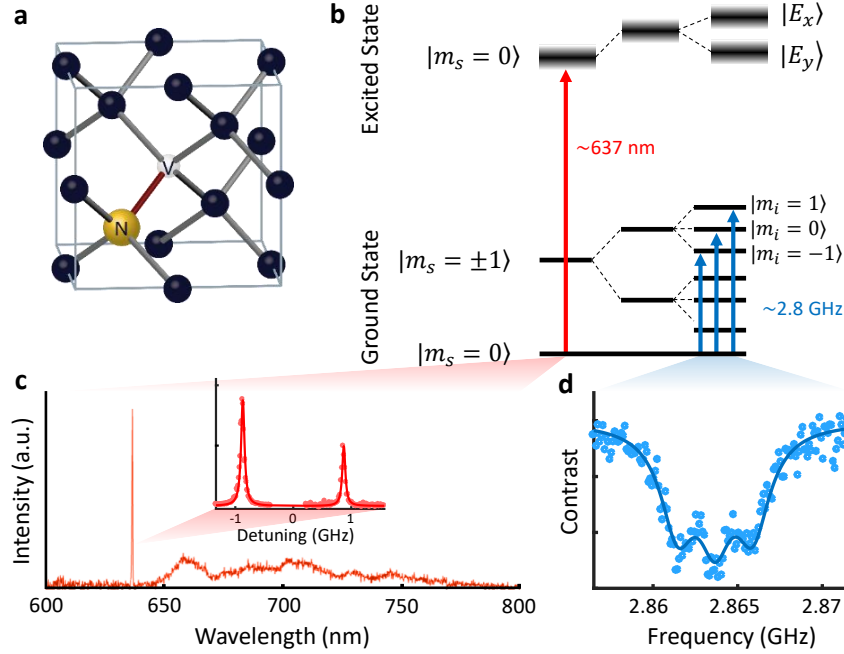 a
V
N
b
Excited State
|m_s = 0⟩
|E_x⟩
|E_y⟩
~637 nm
Ground State
|m_s = ±1⟩
|m_i = 1⟩
|m_i = 0⟩
|m_i = −1⟩
~2.8 GHz
|m_s = 0⟩
c
Intensity (a.u.)
-1 0 1
Detuning (GHz)
600 650 700 750 800
Wavelength (nm)
d
Contrast
2.86 2.865 2.87
Frequency (GHz)